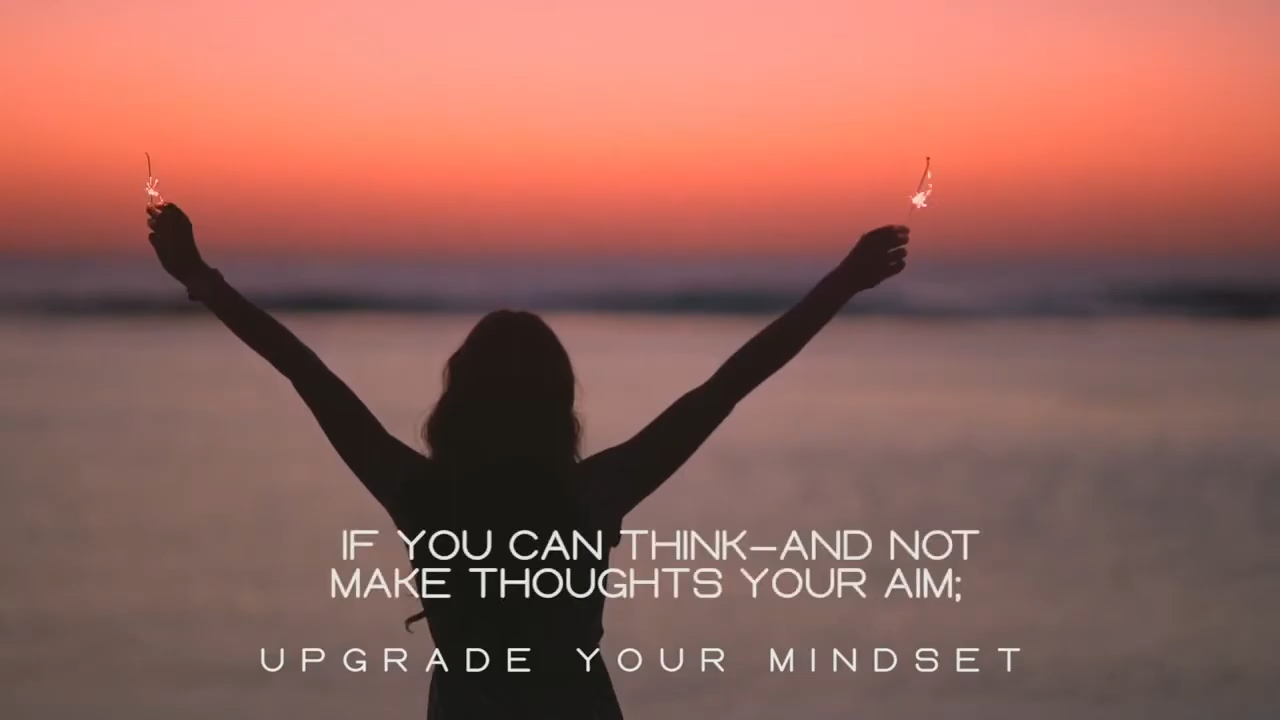 IF YOU CAN THINK—AND NOT
MAKE THOUGHTS YOUR AIM;
UPGRADE YOUR MINDSET